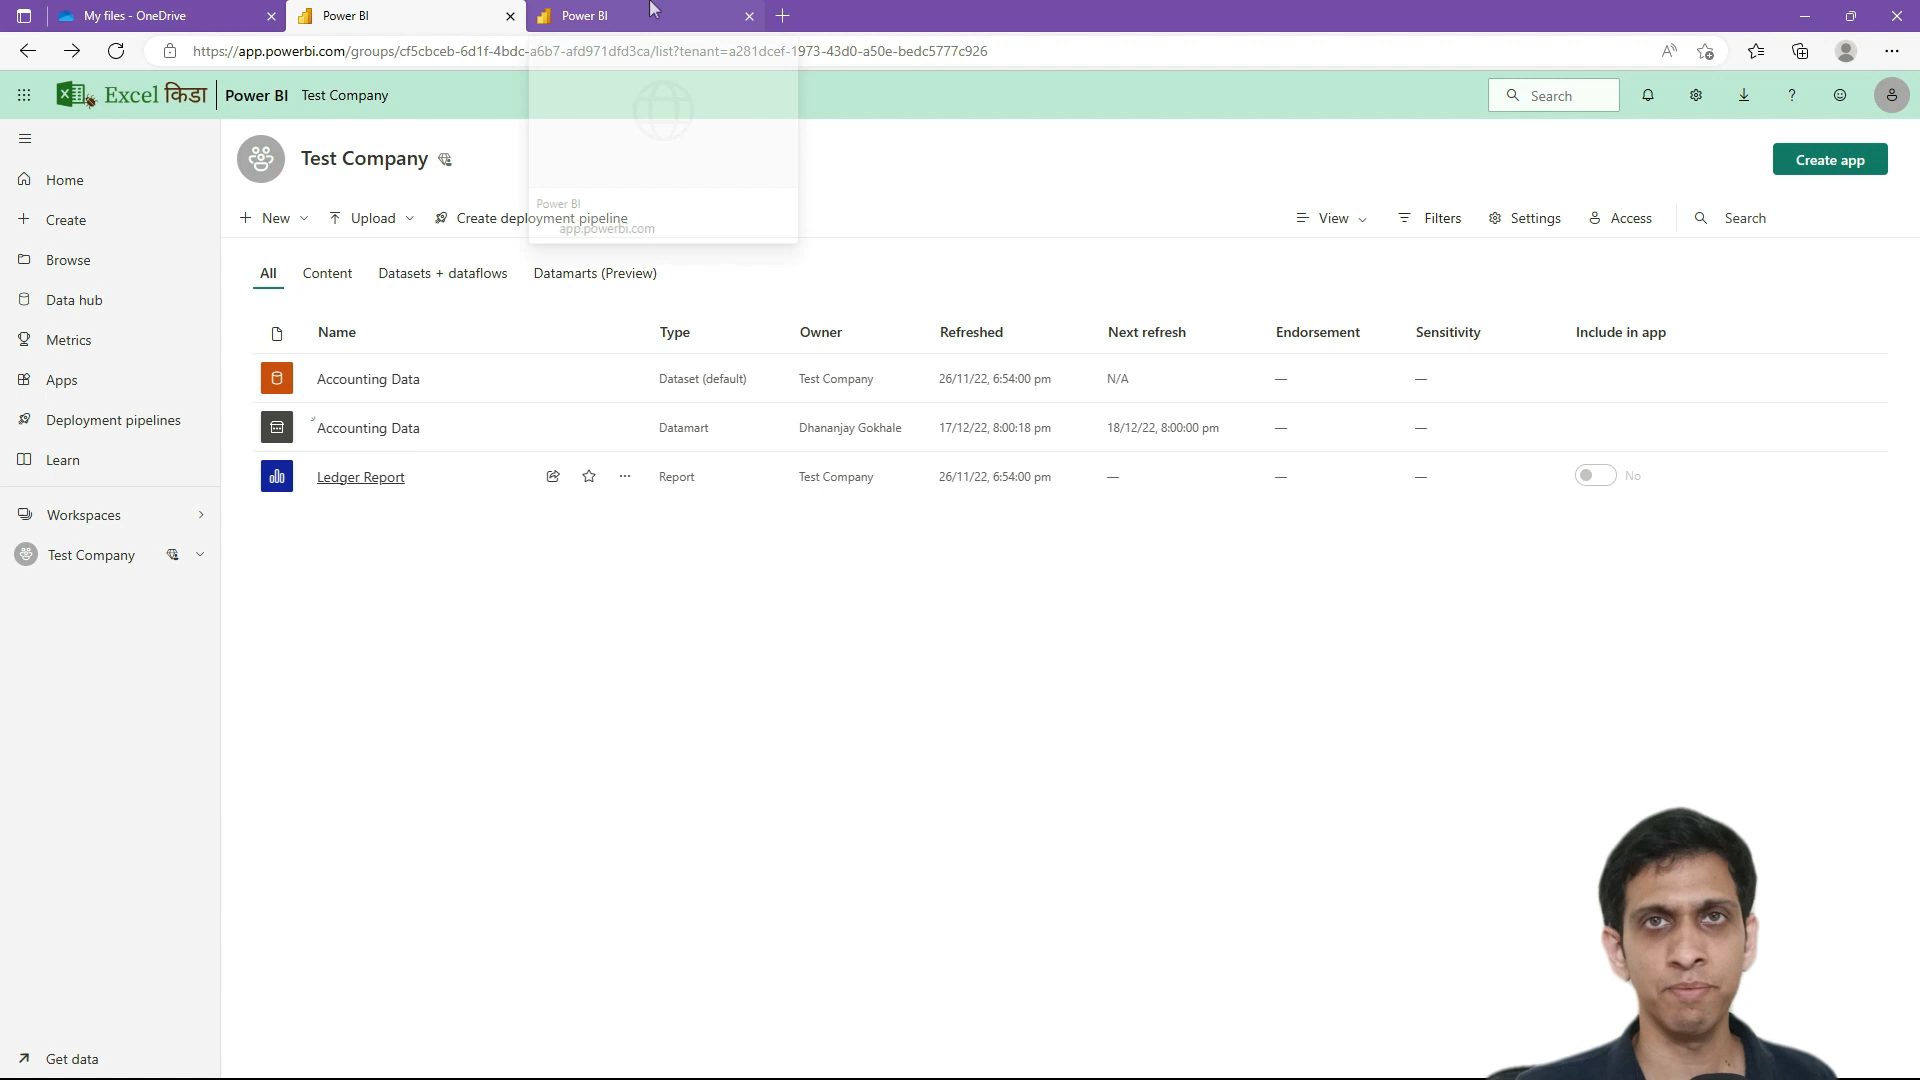 My files - OneDrive
Power BI
Power BI
https://app.powerbi.com/groups/cf5cbceb-6d1f-4bdc-a6b7-afd971dfd3ca/list?tenant=a281dcef-1973-43d0-a50e-bedc5777c926
Excel किडा Power BI Test Company
Search
Test Company
Create app
Power BI
app.powerbi.com
New Upload Create deployment pipeline
View Filters Settings Access Search
Home
Create
Browse
Data hub
Metrics
Apps
Deployment pipelines
Learn
Workspaces
Test Company
Get data
All Content Datasets + dataflows Datamarts (Preview)
Name Type Owner Refreshed Next refresh Endorsement Sensitivity Include in app
Accounting Data Dataset (default) Test Company 26/11/22, 6:54:00 pm N/A — —
Accounting Data Datamart Dhananjay Gokhale 17/12/22, 8:00:18 pm 18/12/22, 8:00:00 pm — —
Ledger Report Report Test Company 26/11/22, 6:54:00 pm — — — No